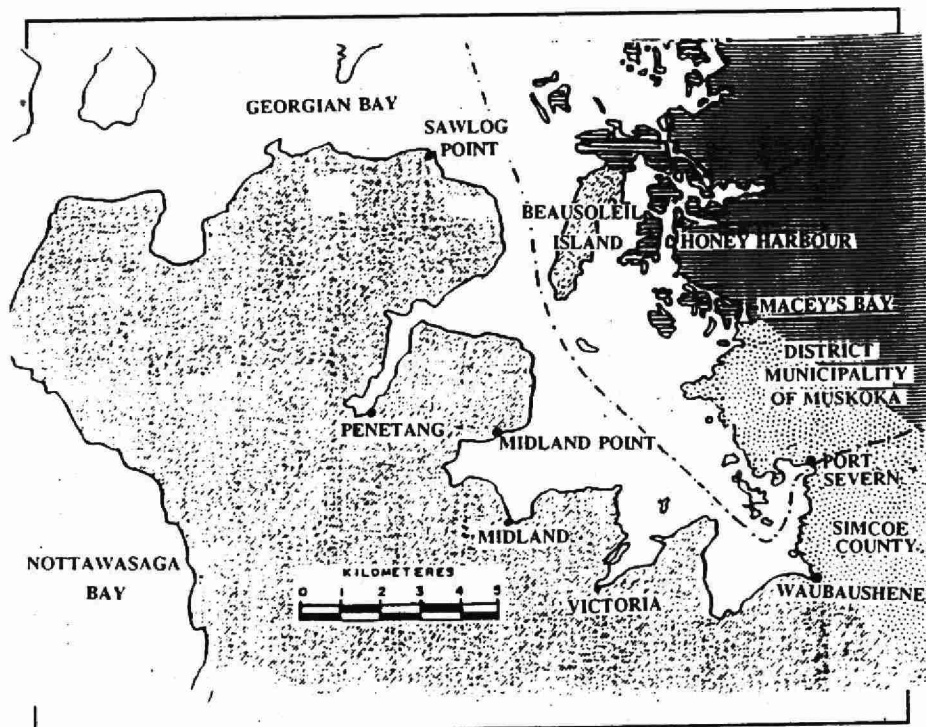 GEORGIAN BAY
SAWLOG
POINT
BEAUSOLEIL
ISLAND
HONEY HARBOUR
MACEY'S BAY
DISTRICT
MUNICIPALITY
OF MUSKOKA
PENETANG
MIDLAND POINT
PORT
SEVERN
MIDLAND
SIMCOE
COUNTY
NOTTAWASAGA
BAY
KILOMETERES
0 1 2 3 4 5
VICTORIA
WAUBAUSHENE